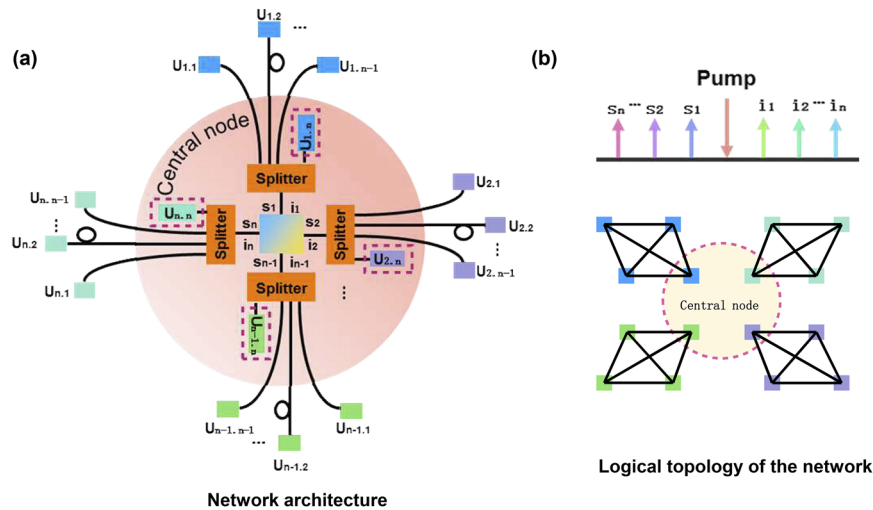 (a)
U1.2 ...
U1.1
U1.n-1
Central node
U1.n
Splitter
s1 i1
Un.n-1
Un.n
...
Un.2
Un.1
Splitter
sn
in
s2
i2
Splitter
U2.1
U2.2
...
U2.n-1
U2.n
...
sn-1 in-1
Splitter
Un-1.n
Un-1.n-1
...
Un-1.2
Un-1.1
Network architecture
(b)
Pump
sn ... s2 s1 i1 i2 ... in
Central node
Logical topology of the network